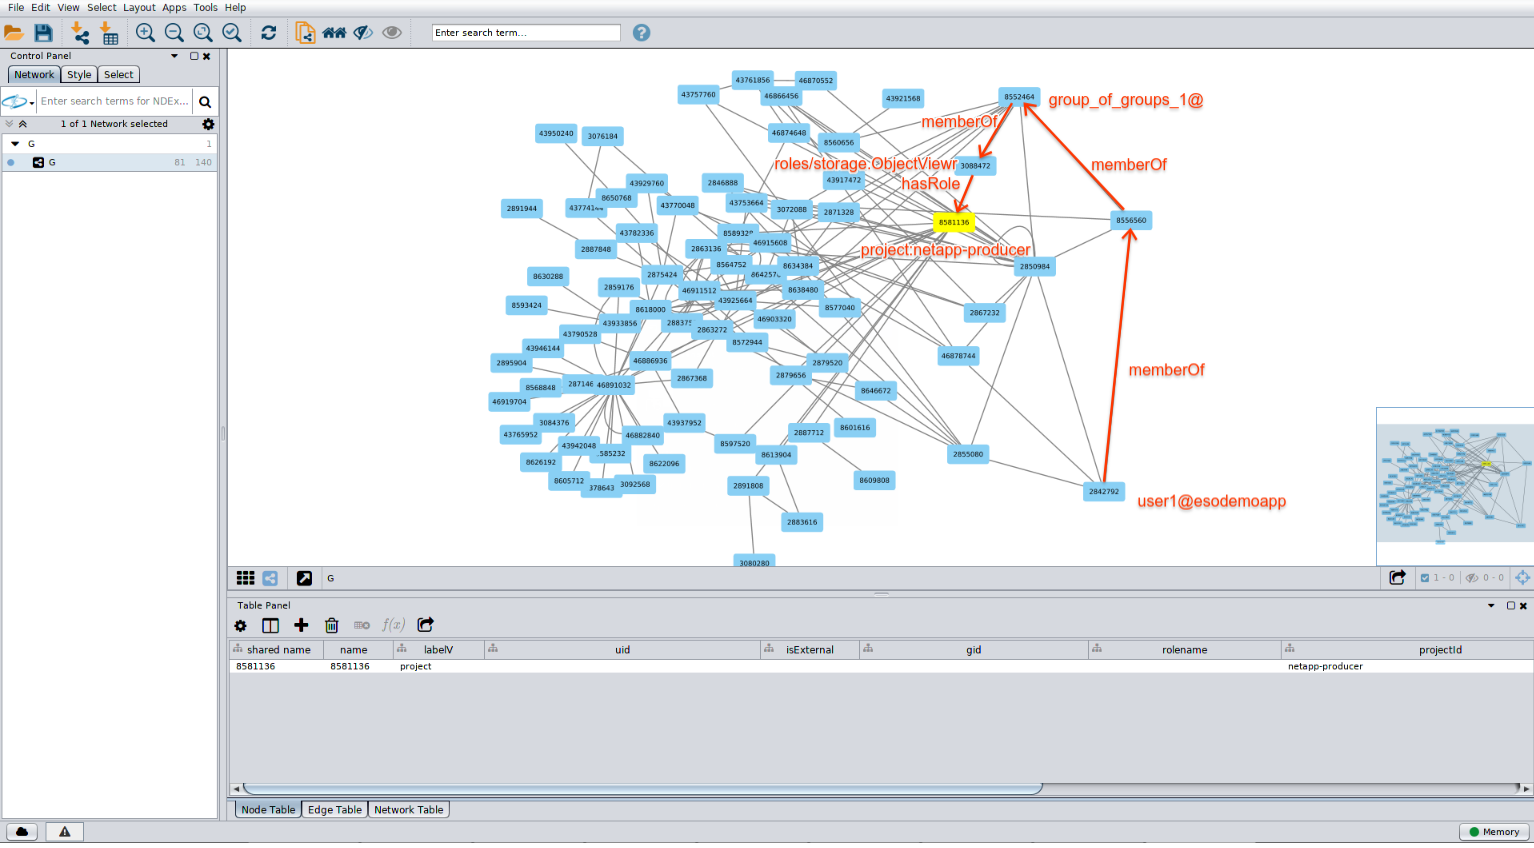 File Edit View Select Layout Apps Tools Help
Enter search term...
Control Panel
Network Style Select
Enter search terms for NDEx...
1 of 1 Network selected
G 1
G 81 140
43761856 46870552
43757760 46866456 43921568 8552464 group_of_groups_1@
memberOf
43950240 3076184 46874648 8560656
roles/storage.ObjectViewr 3088472 memberOf
hasRole
43929760 2846888 43917472
8650768
2891944 43770048 43753664 3072088 2871328
8581136 8556560
43782336 46915608
2887848 2863136 project:netapp-producer
8564752 8634384 2850984
8630288 2875424
2859176 46911512 8638480
8593424 8618000 43925664 8577040 2867232
43933856 46903320
43790528 2863272
43946144 8572944 46878744
2895904 46886936 2879520
2867368 2879656 memberOf
8568848 46891032 8646672
46919704
3084376 43937952 8601616
43765952 46882840 2887712
43942048 8597520
8626192 8622096 8613904 2855080
8605712 3092568 2891808 8609808
2842792 user1@esodemoapp
2883616
3080280
G 1 - 0 0 - 0
Table Panel
f(x)
shared name name labelV uid isExternal gid rolename projectId
8581136 8581136 project netapp-producer
Node Table Edge Table Network Table
Memory